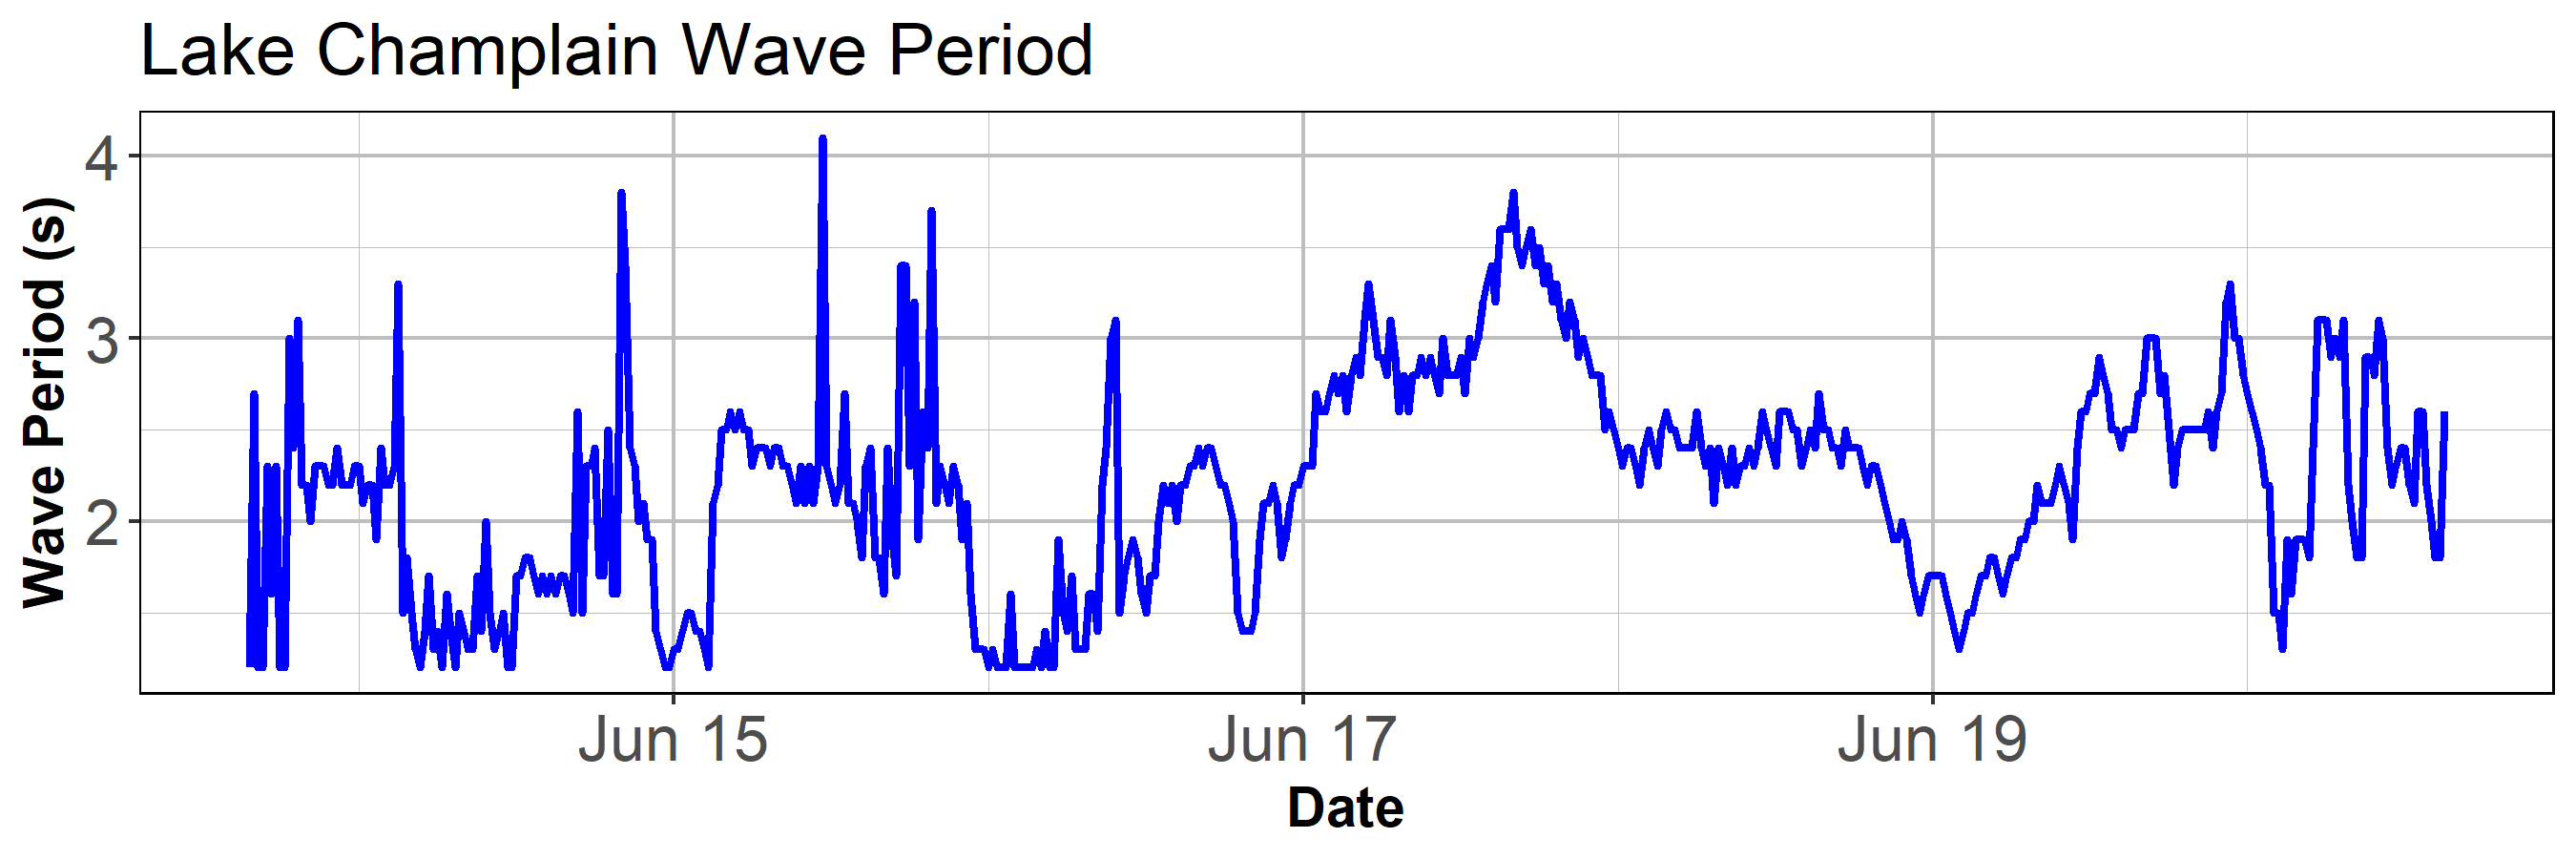 Lake Champlain Wave Period
Wave Period (s)
4
3
2
Jun 15
Jun 17
Jun 19
Date